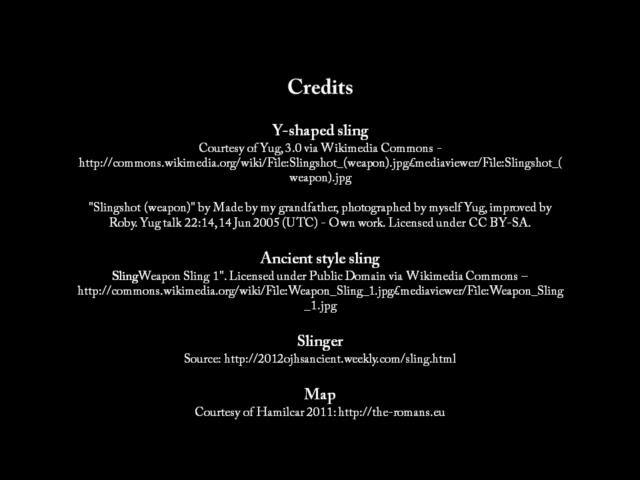 Credits
Y-shaped sling
Courtesy of Yug, 3.0 via Wikimedia Commons -
http://commons.wikimedia.org/wiki/File:Slingshot_(weapon).jpg£mediaviewer/File:Slingshot_(
weapon).jpg
"Slingshot (weapon)" by Made by my grandfather, photographed by myself Yug, improved by
Roby. Yug talk 22:14, 14 Jun 2005 (UTC) - Own work. Licensed under CC BY-SA.
Ancient style sling
SlingWeapon Sling 1". Licensed under Public Domain via Wikimedia Commons –
http://commons.wikimedia.org/wiki/File:Weapon_Sling_1.jpg£mediaviewer/File:Weapon_Sling
_1.jpg
Slinger
Source: http://2012ojhsancient.weekly.com/sling.html
Map
Courtesy of Hamilcar 2011: http://the-romans.eu